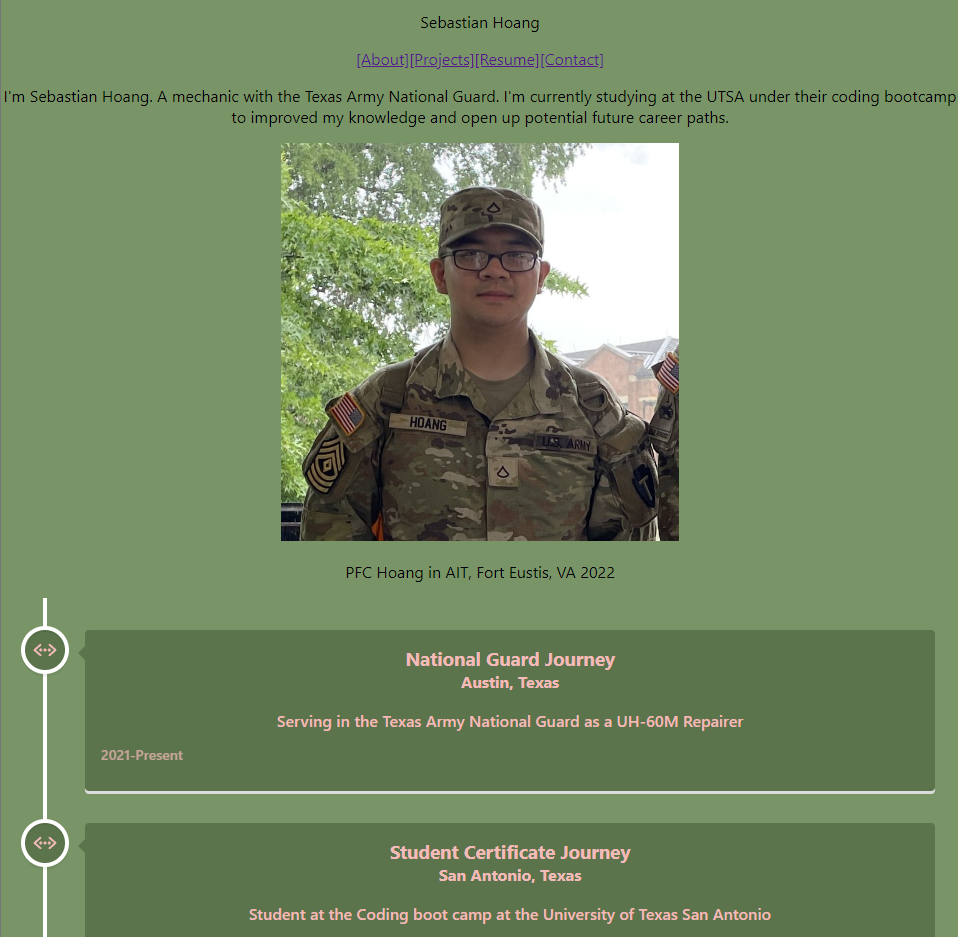 Sebastian Hoang
[About][Projects][Resume][Contact]
I'm Sebastian Hoang. A mechanic with the Texas Army National Guard. I'm currently studying at the UTSA under their coding bootcamp
to improved my knowledge and open up potential future career paths.
HOANG
U.S. ARMY
PFC Hoang in AIT, Fort Eustis, VA 2022
National Guard Journey
Austin, Texas
Serving in the Texas Army National Guard as a UH-60M Repairer
2021-Present
Student Certificate Journey
San Antonio, Texas
Student at the Coding boot camp at the University of Texas San Antonio